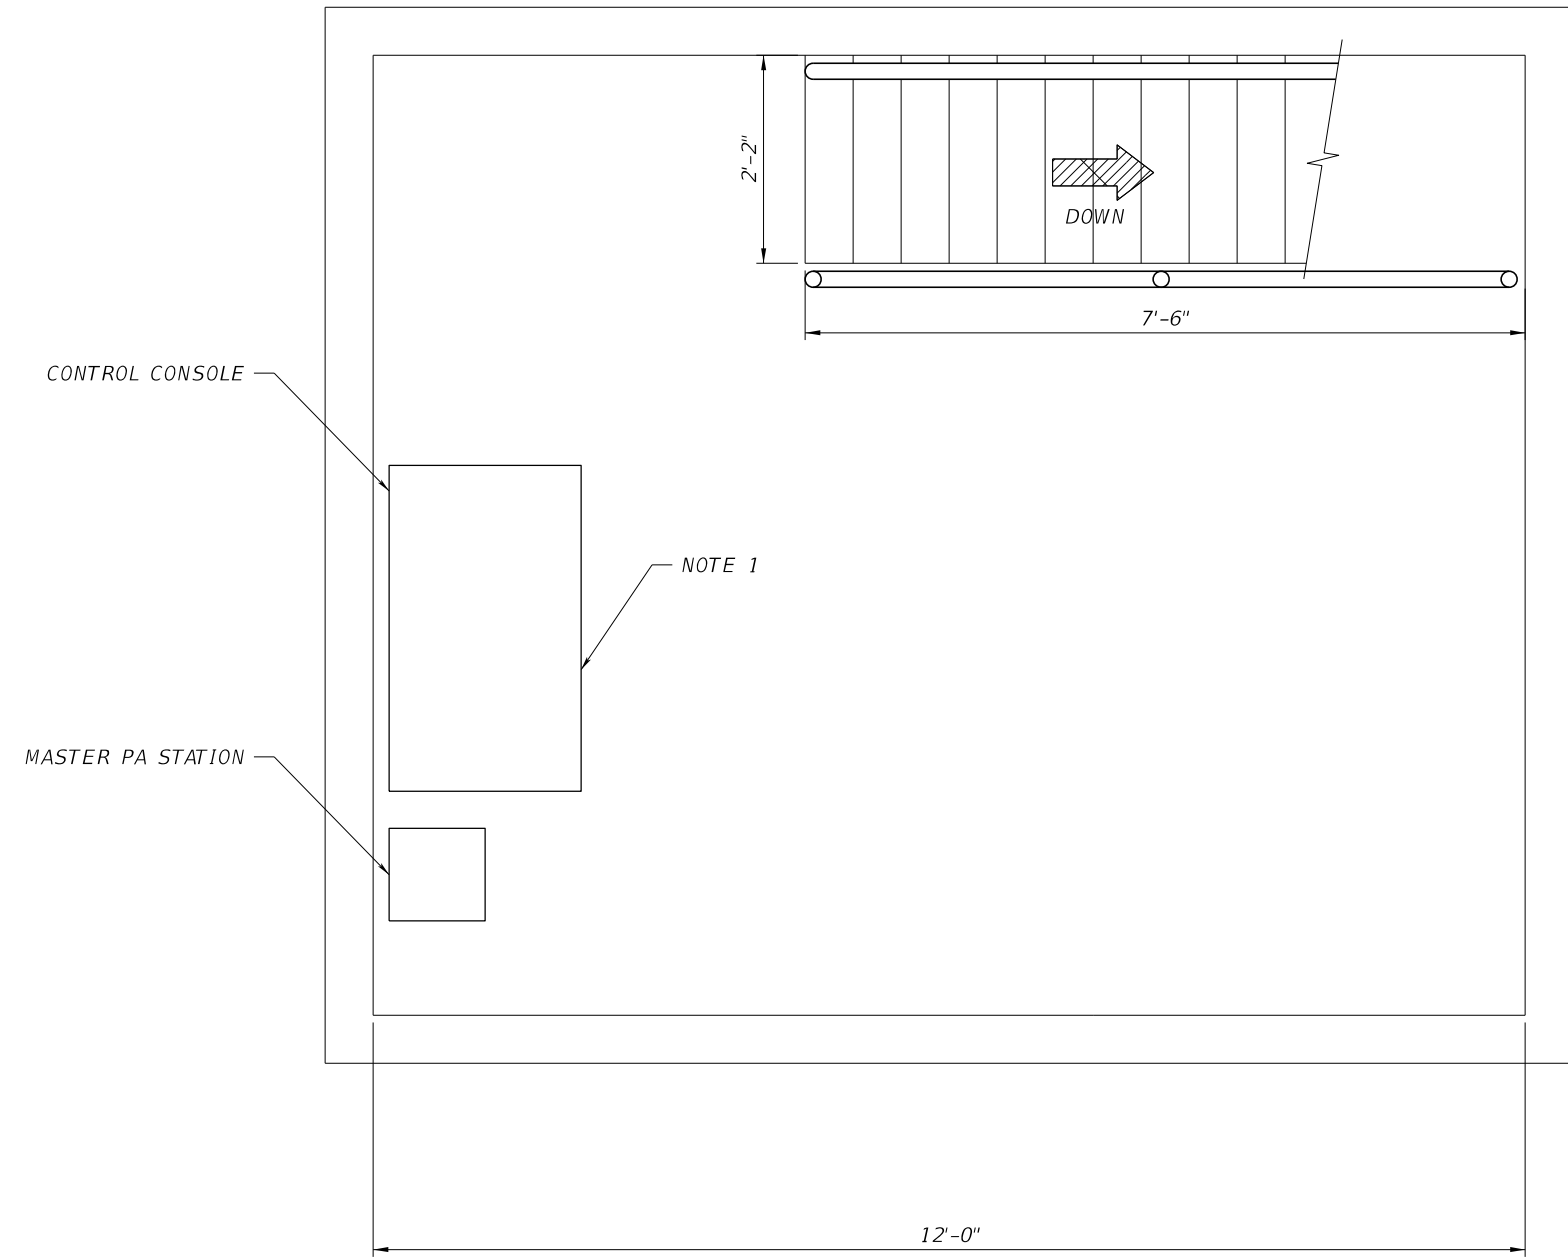 2'-2"
DOWN
7'-6"
CONTROL CONSOLE
NOTE 1
MASTER PA STATION
12'-0"